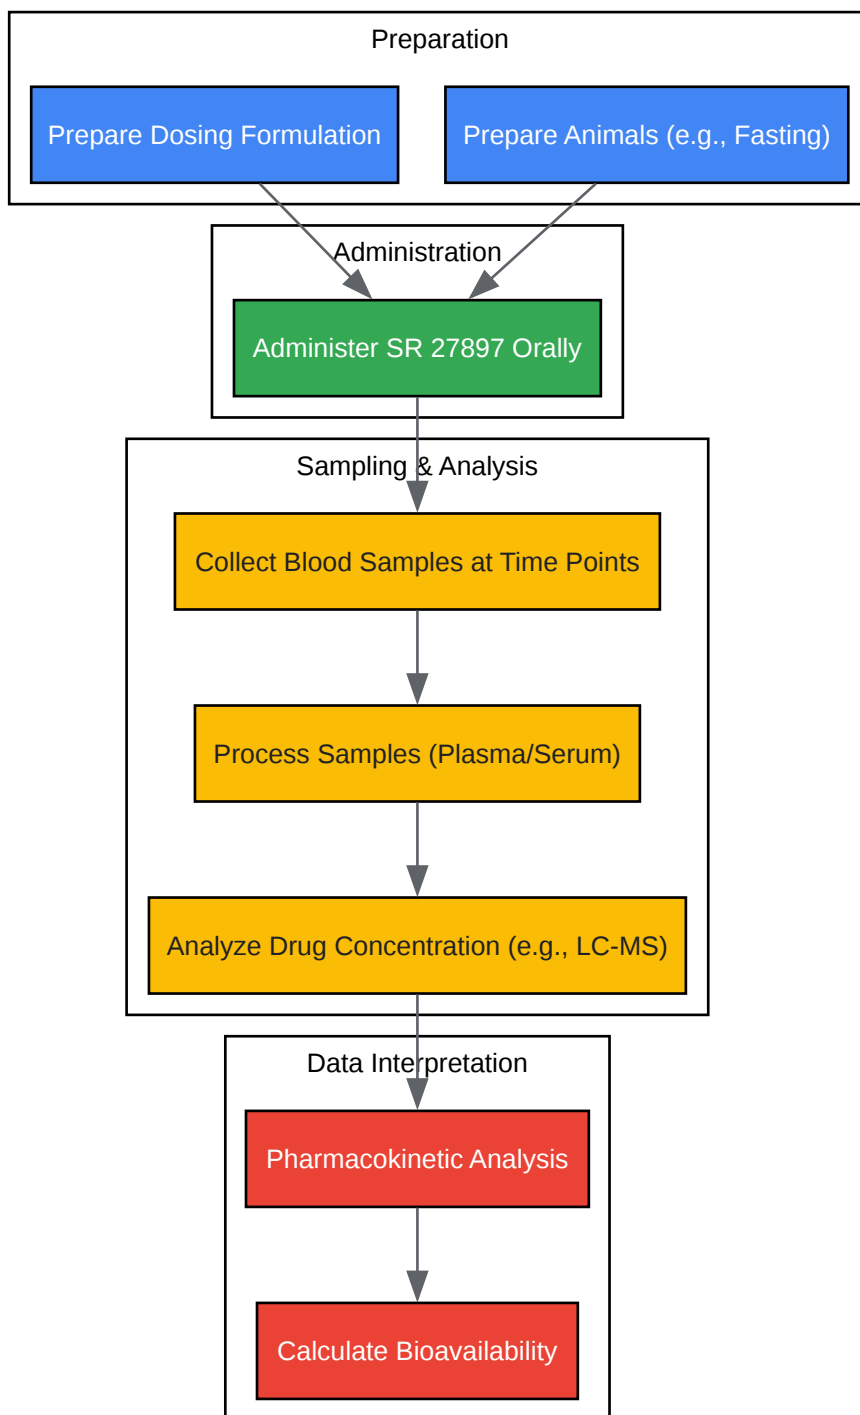 Preparation
Prepare Dosing Formulation
Prepare Animals (e.g., Fasting)
Administration
Administer SR 27897 Orally
Sampling & Analysis
Collect Blood Samples at Time Points
Process Samples (Plasma/Serum)
Analyze Drug Concentration (e.g., LC-MS)
Data Interpretation
Pharmacokinetic Analysis
Calculate Bioavailability